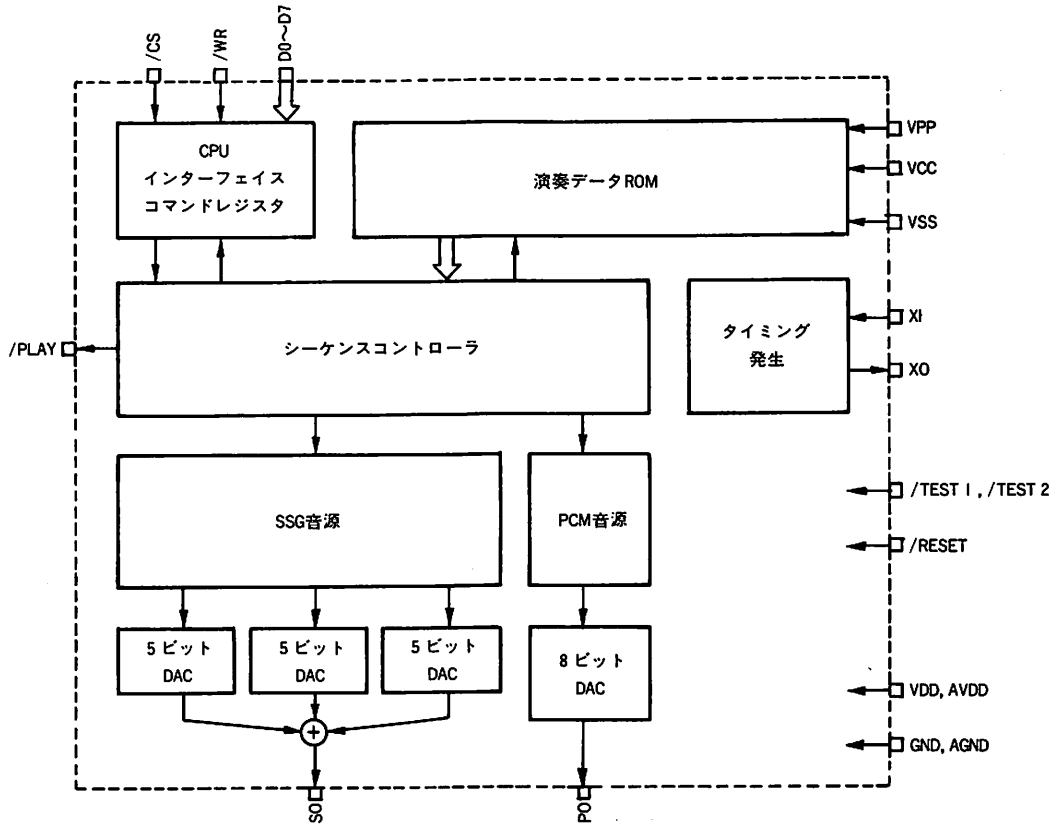 /CS
/WR
D0～D7
CPU
インターフェイス
コマンドレジスタ
演奏データROM
VPP
VCC
VSS
シーケンスコントローラ
タイミング
発生
XI
XO
/PLAY
SSG音源
PCM音源
/TEST 1 , /TEST 2
/RESET
5 ビット
DAC
5 ビット
DAC
5 ビット
DAC
8 ビット
DAC
VDD, AVDD
GND, AGND
+
SO
PO